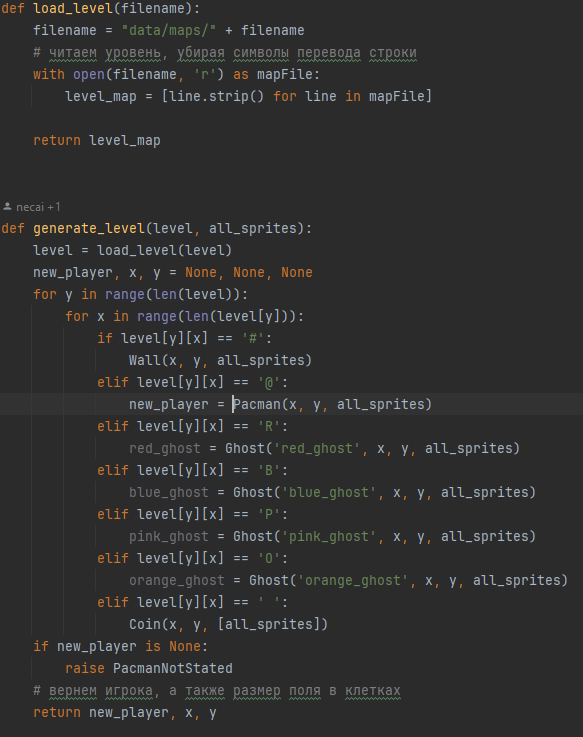 def load_level(filename):
    filename = "data/maps/" + filename
    # читаем уровень, убирая символы перевода строки
    with open(filename, 'r') as mapFile:
        level_map = [line.strip() for line in mapFile]
    return level_map
necai +1
def generate_level(level, all_sprites):
    level = load_level(level)
    new_player, x, y = None, None, None
    for y in range(len(level)):
        for x in range(len(level[y])):
            if level[y][x] == '#':
                Wall(x, y, all_sprites)
            elif level[y][x] == '@':
                new_player = Pacman(x, y, all_sprites)
            elif level[y][x] == 'R':
                red_ghost = Ghost('red_ghost', x, y, all_sprites)
            elif level[y][x] == 'B':
                blue_ghost = Ghost('blue_ghost', x, y, all_sprites)
            elif level[y][x] == 'P':
                pink_ghost = Ghost('pink_ghost', x, y, all_sprites)
            elif level[y][x] == 'O':
                orange_ghost = Ghost('orange_ghost', x, y, all_sprites)
            elif level[y][x] == ' ':
                Coin(x, y, [all_sprites])
    if new_player is None:
        raise PacmanNotStated
    # вернем игрока, а также размер поля в клетках
    return new_player, x, y